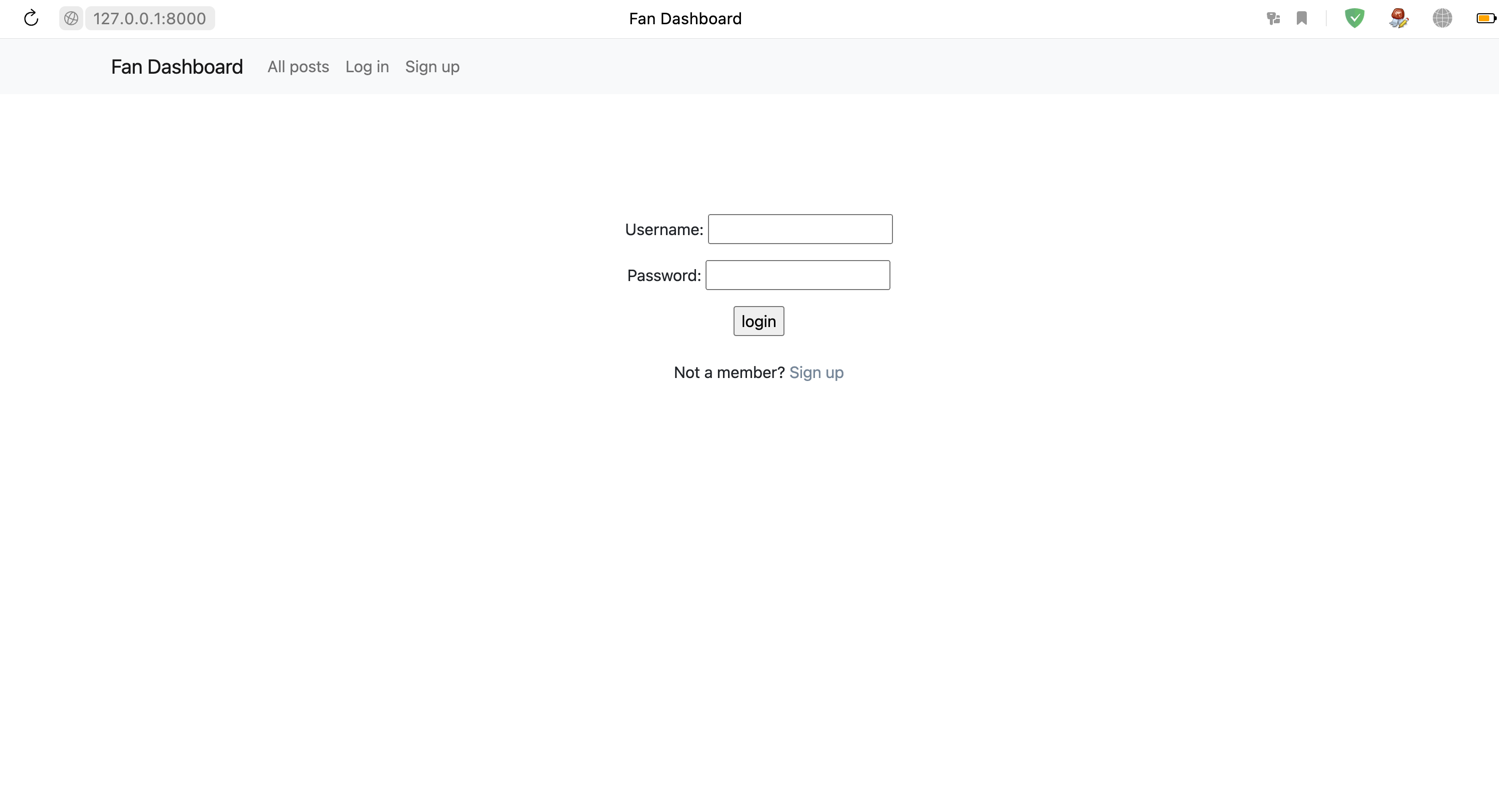 127.0.0.1:8000 Fan Dashboard
Fan Dashboard All posts Log in Sign up
Username:
Password:
login
Not a member? Sign up